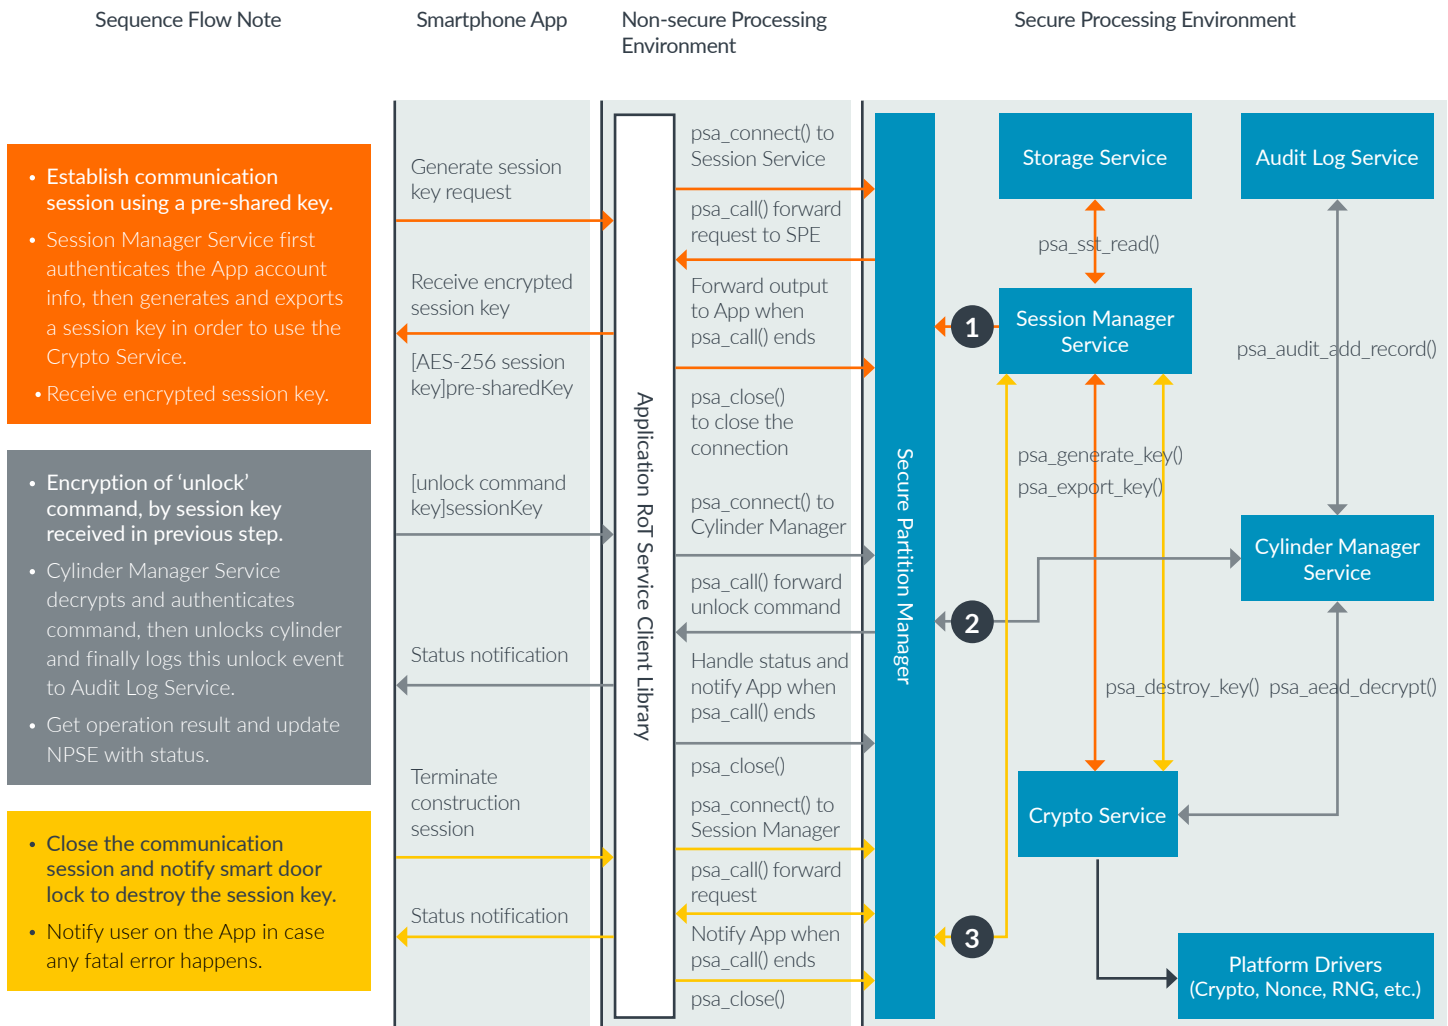 Sequence Flow Note
Smartphone App
Non-secure Processing
Environment
Secure Processing Environment
• Establish communication
session using a pre-shared key.
• Session Manager Service first
authenticates the App account
info, then generates and exports
a session key in order to use the
Crypto Service.
• Receive encrypted session key.
• Encryption of ‘unlock’
command, by session key
received in previous step.
• Cylinder Manager Service
decrypts and authenticates
command, then unlocks cylinder
and finally logs this unlock event
to Audit Log Service.
• Get operation result and update
NPSE with status.
• Close the communication
session and notify smart door
lock to destroy the session key.
• Notify user on the App in case
any fatal error happens.
Generate session
key request
Receive encrypted
session key
[AES-256 session
key]pre-sharedKey
[unlock command
key]sessionKey
Status notification
Terminate
construction
session
Status notification
Application RoT Service Client Library
psa_connect() to
Session Service
psa_call() forward
request to SPE
Forward output
to App when
psa_call() ends
psa_close()
to close the
connection
psa_connect() to
Cylinder Manager
psa_call() forward
unlock command
Handle status and
notify App when
psa_call() ends
psa_close()
psa_connect() to
Session Manager
psa_call() forward
request
Notify App when
psa_call() ends
psa_close()
Secure Partition Manager
Storage Service
Audit Log Service
psa_sst_read()
1
Session Manager
Service
psa_audit_add_record()
psa_generate_key()
psa_export_key()
Cylinder Manager
Service
2
psa_destroy_key()
psa_aead_decrypt()
Crypto Service
3
Platform Drivers
(Crypto, Nonce, RNG, etc.)